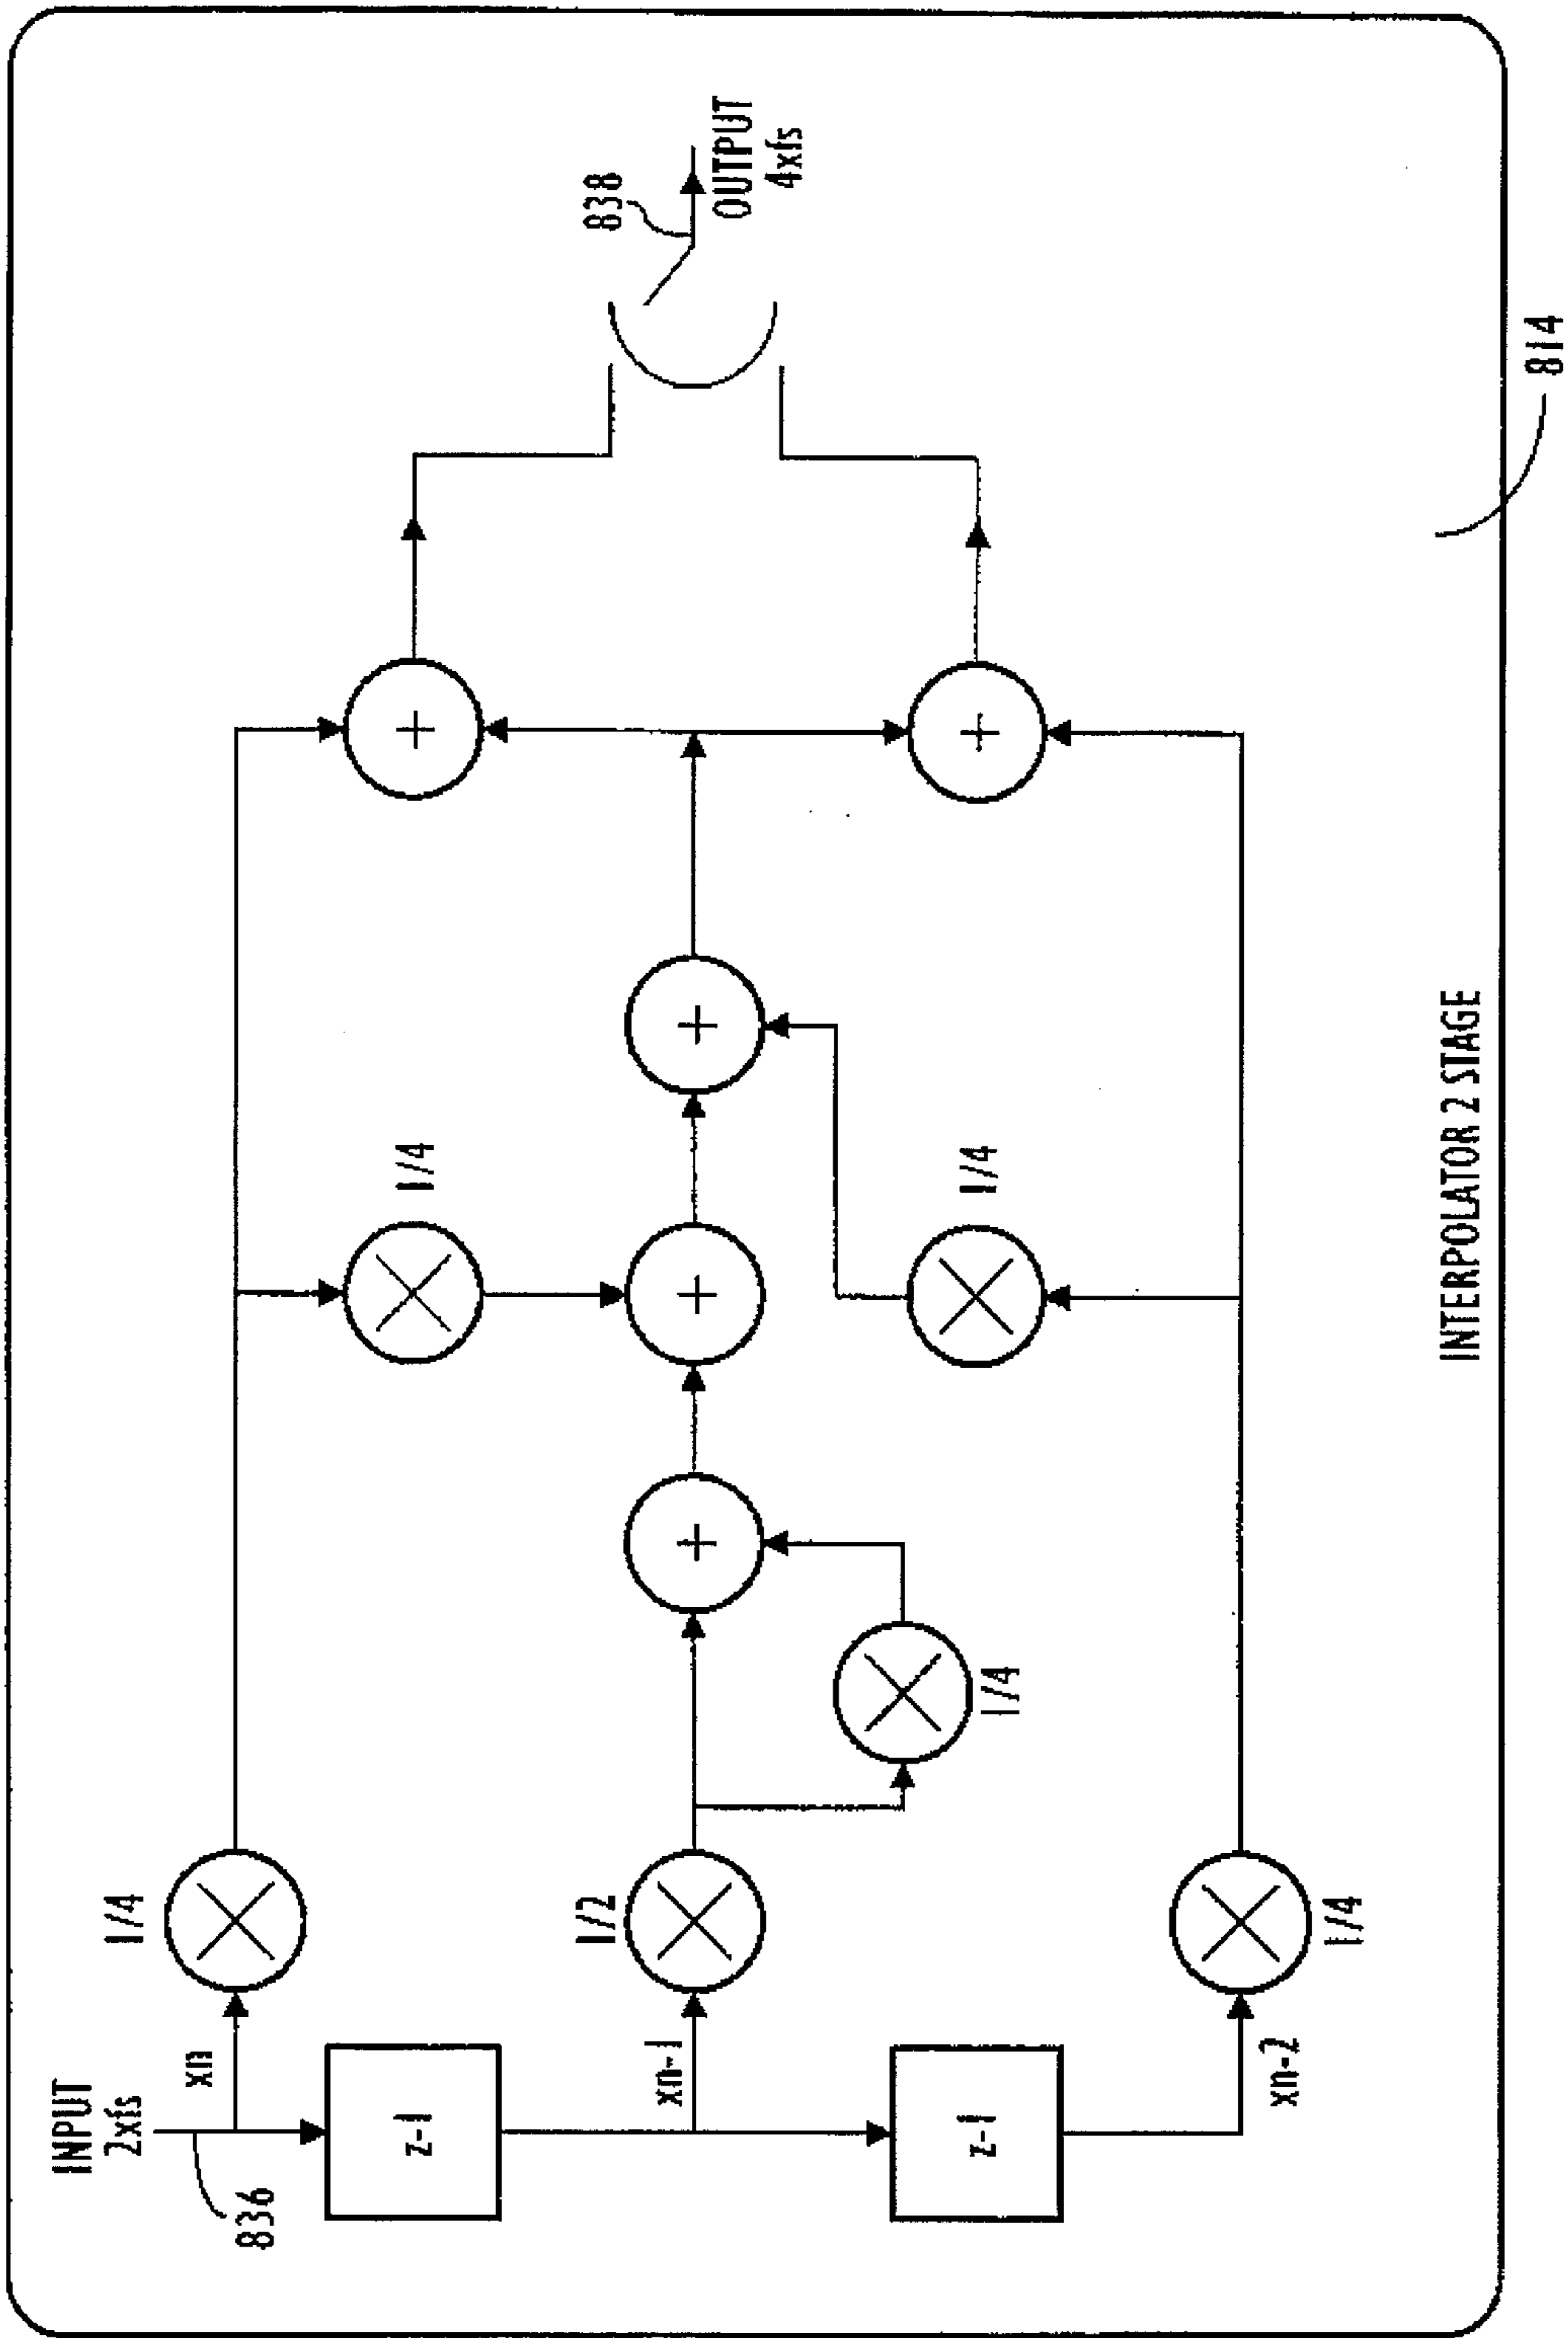 INPUT
2xfs
836
xn
1/4
z-1
xn-1
1/2
z-1
xn-2
1/4
1/4
+
1/4
+
1/4
+
+
+
838
OUTPUT
4xfs
INTERPOLATOR 2 STAGE
814